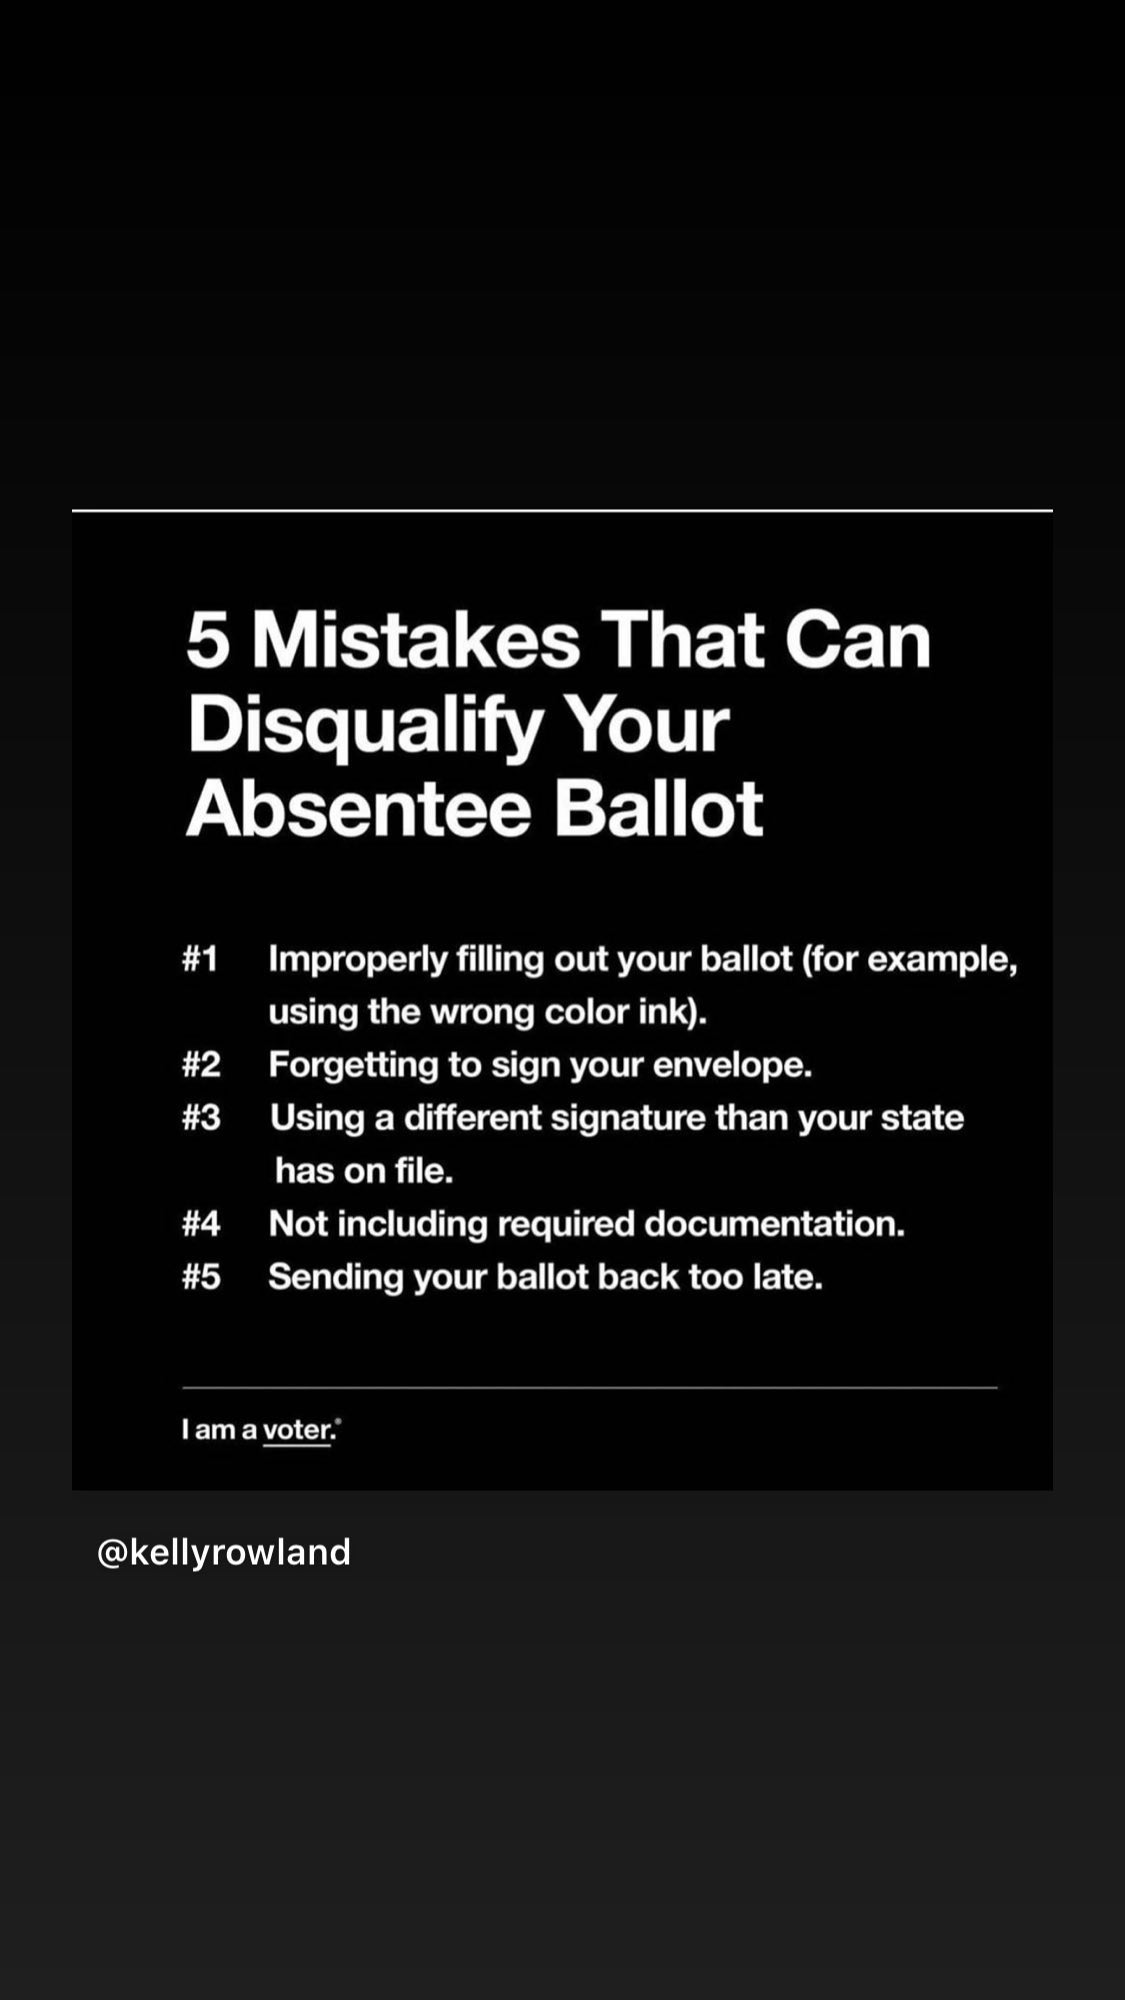 5 Mistakes That Can
Disqualify Your
Absentee Ballot
#1 Improperly filling out your ballot (for example,
using the wrong color ink).
#2 Forgetting to sign your envelope.
#3 Using a different signature than your state
has on file.
#4 Not including required documentation.
#5 Sending your ballot back too late.
I am a voter.®
@kellyrowland